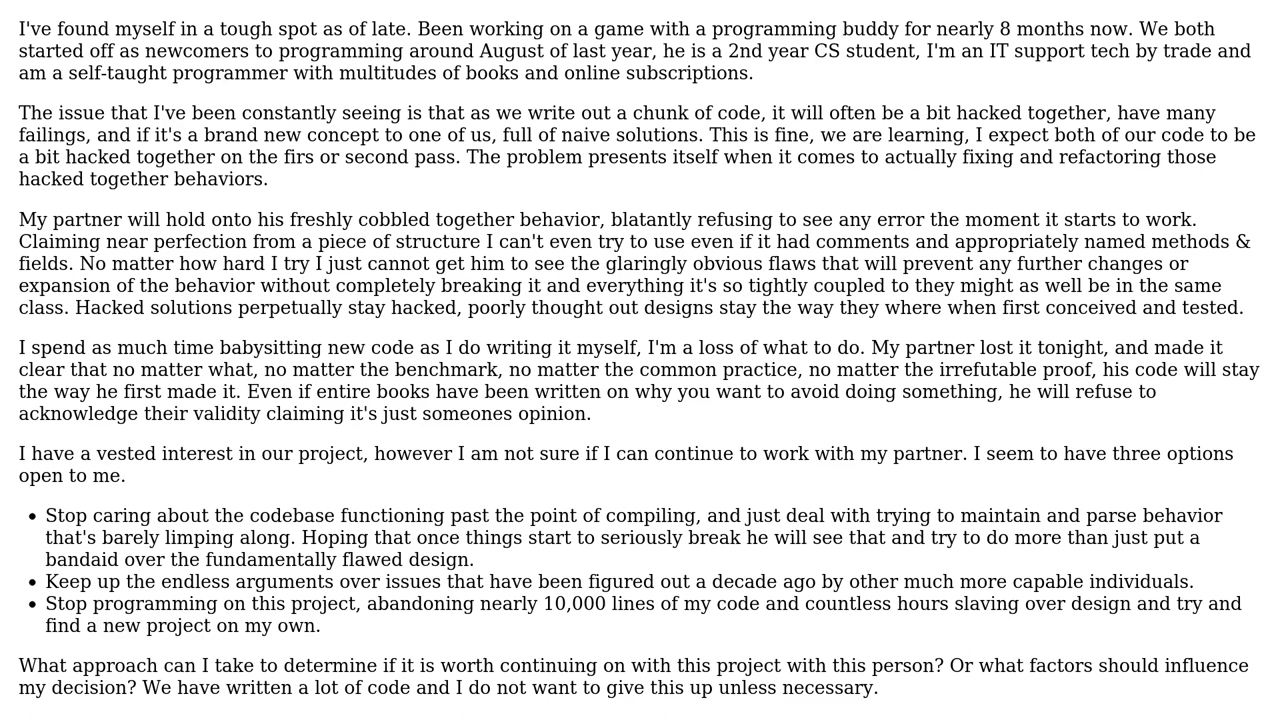 I've found myself in a tough spot as of late. Been working on a game with a programming buddy for nearly 8 months now. We both
started off as newcomers to programming around August of last year, he is a 2nd year CS student, I'm an IT support tech by trade and
am a self-taught programmer with multitudes of books and online subscriptions.
The issue that I've been constantly seeing is that as we write out a chunk of code, it will often be a bit hacked together, have many
failings, and if it's a brand new concept to one of us, full of naive solutions. This is fine, we are learning, I expect both of our code to be
a bit hacked together on the firs or second pass. The problem presents itself when it comes to actually fixing and refactoring those
hacked together behaviors.
My partner will hold onto his freshly cobbled together behavior, blatantly refusing to see any error the moment it starts to work.
Claiming near perfection from a piece of structure I can't even try to use even if it had comments and appropriately named methods &
fields. No matter how hard I try I just cannot get him to see the glaringly obvious flaws that will prevent any further changes or
expansion of the behavior without completely breaking it and everything it's so tightly coupled to they might as well be in the same
class. Hacked solutions perpetually stay hacked, poorly thought out designs stay the way they where when first conceived and tested.
I spend as much time babysitting new code as I do writing it myself, I'm a loss of what to do. My partner lost it tonight, and made it
clear that no matter what, no matter the benchmark, no matter the common practice, no matter the irrefutable proof, his code will stay
the way he first made it. Even if entire books have been written on why you want to avoid doing something, he will refuse to
acknowledge their validity claiming it's just someones opinion.
I have a vested interest in our project, however I am not sure if I can continue to work with my partner. I seem to have three options
open to me.
• Stop caring about the codebase functioning past the point of compiling, and just deal with trying to maintain and parse behavior
that's barely limping along. Hoping that once things start to seriously break he will see that and try to do more than just put a
bandaid over the fundamentally flawed design.
• Keep up the endless arguments over issues that have been figured out a decade ago by other much more capable individuals.
• Stop programming on this project, abandoning nearly 10,000 lines of my code and countless hours slaving over design and try and
find a new project on my own.
What approach can I take to determine if it is worth continuing on with this project with this person? Or what factors should influence
my decision? We have written a lot of code and I do not want to give this up unless necessary.